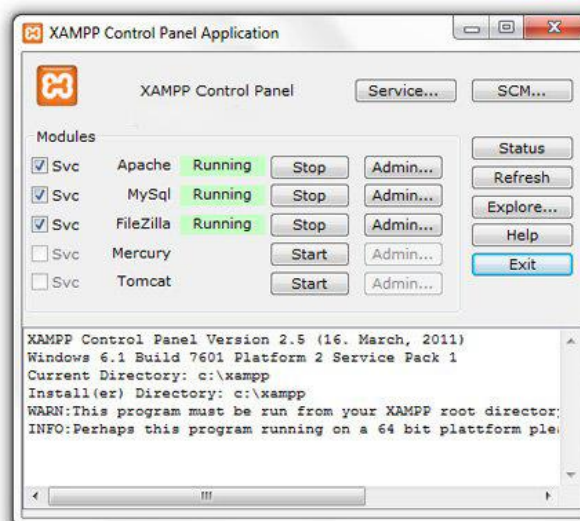 XAMPP Control Panel Application
XAMPP Control Panel Service... SCM...
Modules
Svc Apache Running Stop Admin...
Svc MySql Running Stop Admin...
Svc FileZilla Running Stop Admin...
Svc Mercury Start Admin...
Svc Tomcat Start Admin...
Status
Refresh
Explore...
Help
Exit
XAMPP Control Panel Version 2.5 (16. March, 2011)
Windows 6.1 Build 7601 Platform 2 Service Pack 1
Current Directory: c:\xampp
Install(er) Directory: c:\xampp
WARN:This program must be run from your XAMPP root directory
INFO:Perhaps this program running on a 64 bit plattform